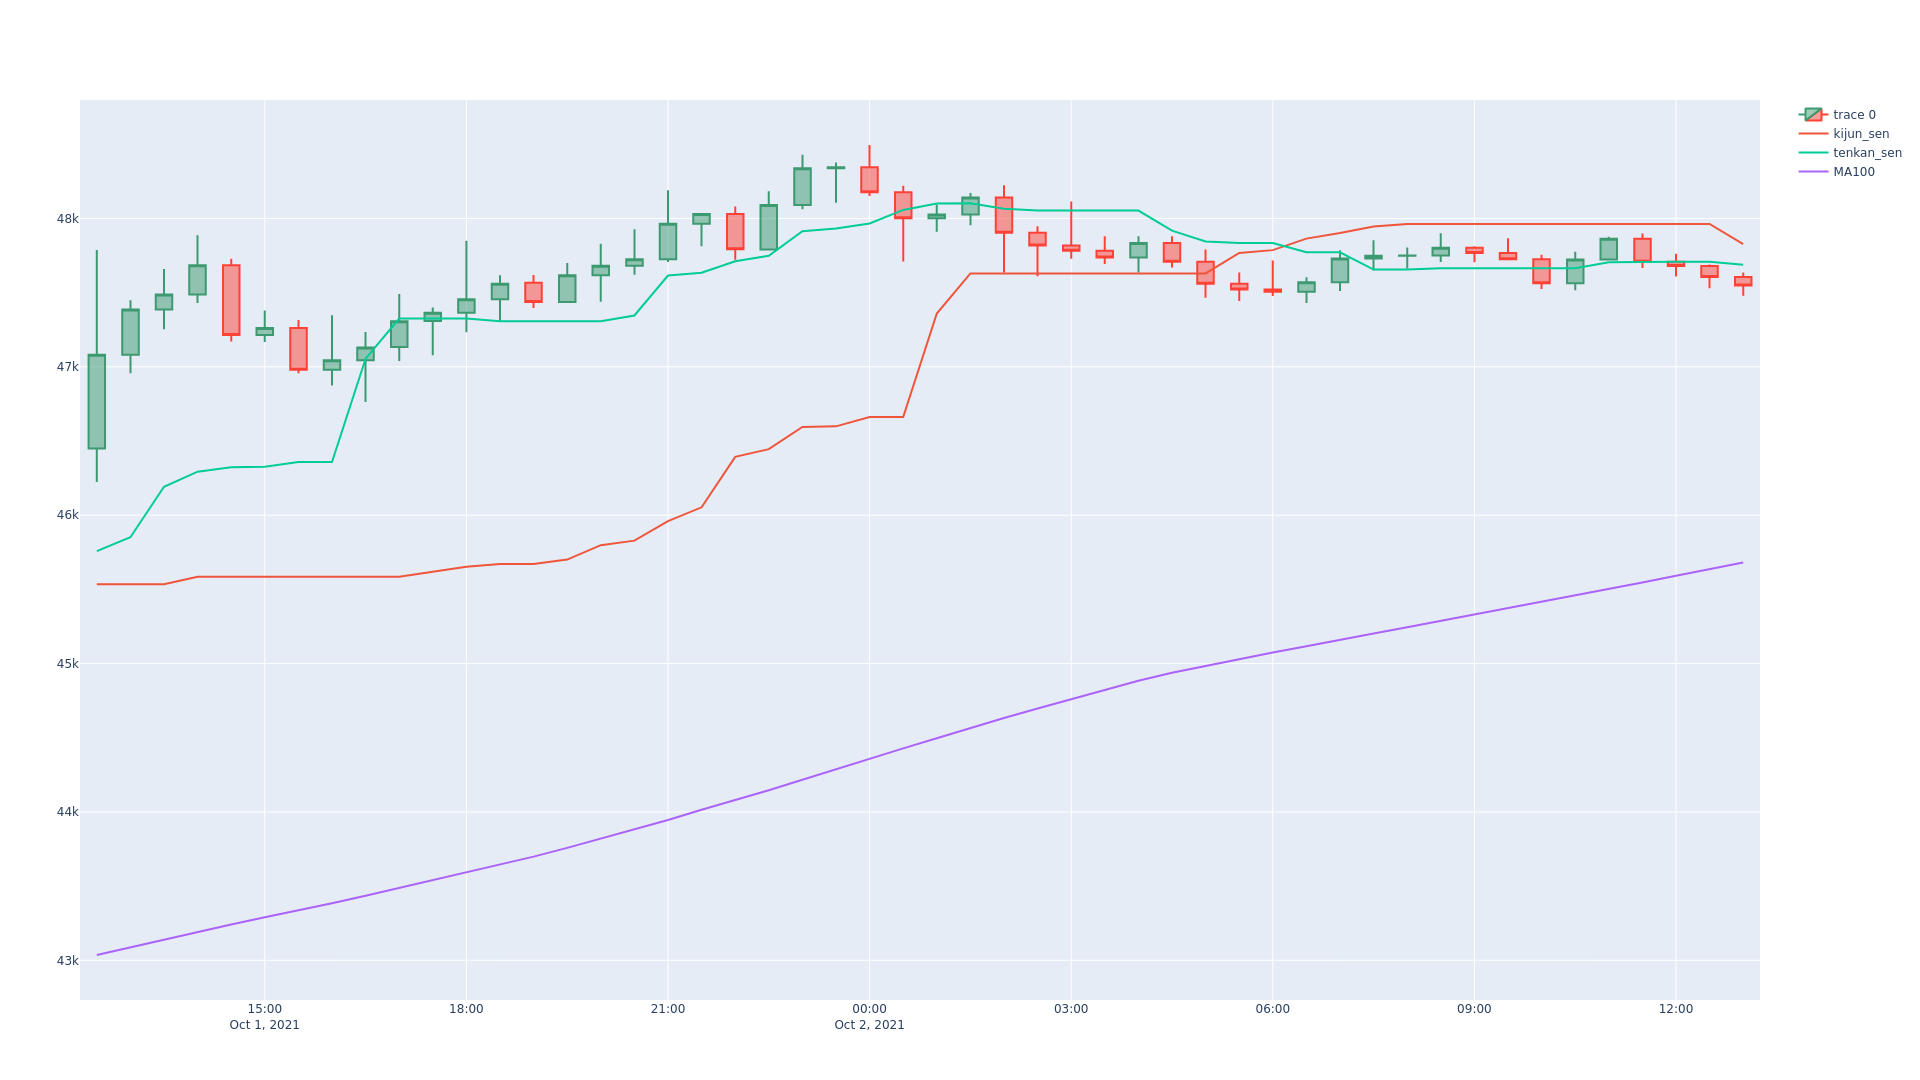 trace 0
kijun_sen
tenkan_sen
MA100
48k
47k
46k
45k
44k
43k
15:00
Oct 1, 2021
18:00
21:00
00:00
Oct 2, 2021
03:00
06:00
09:00
12:00